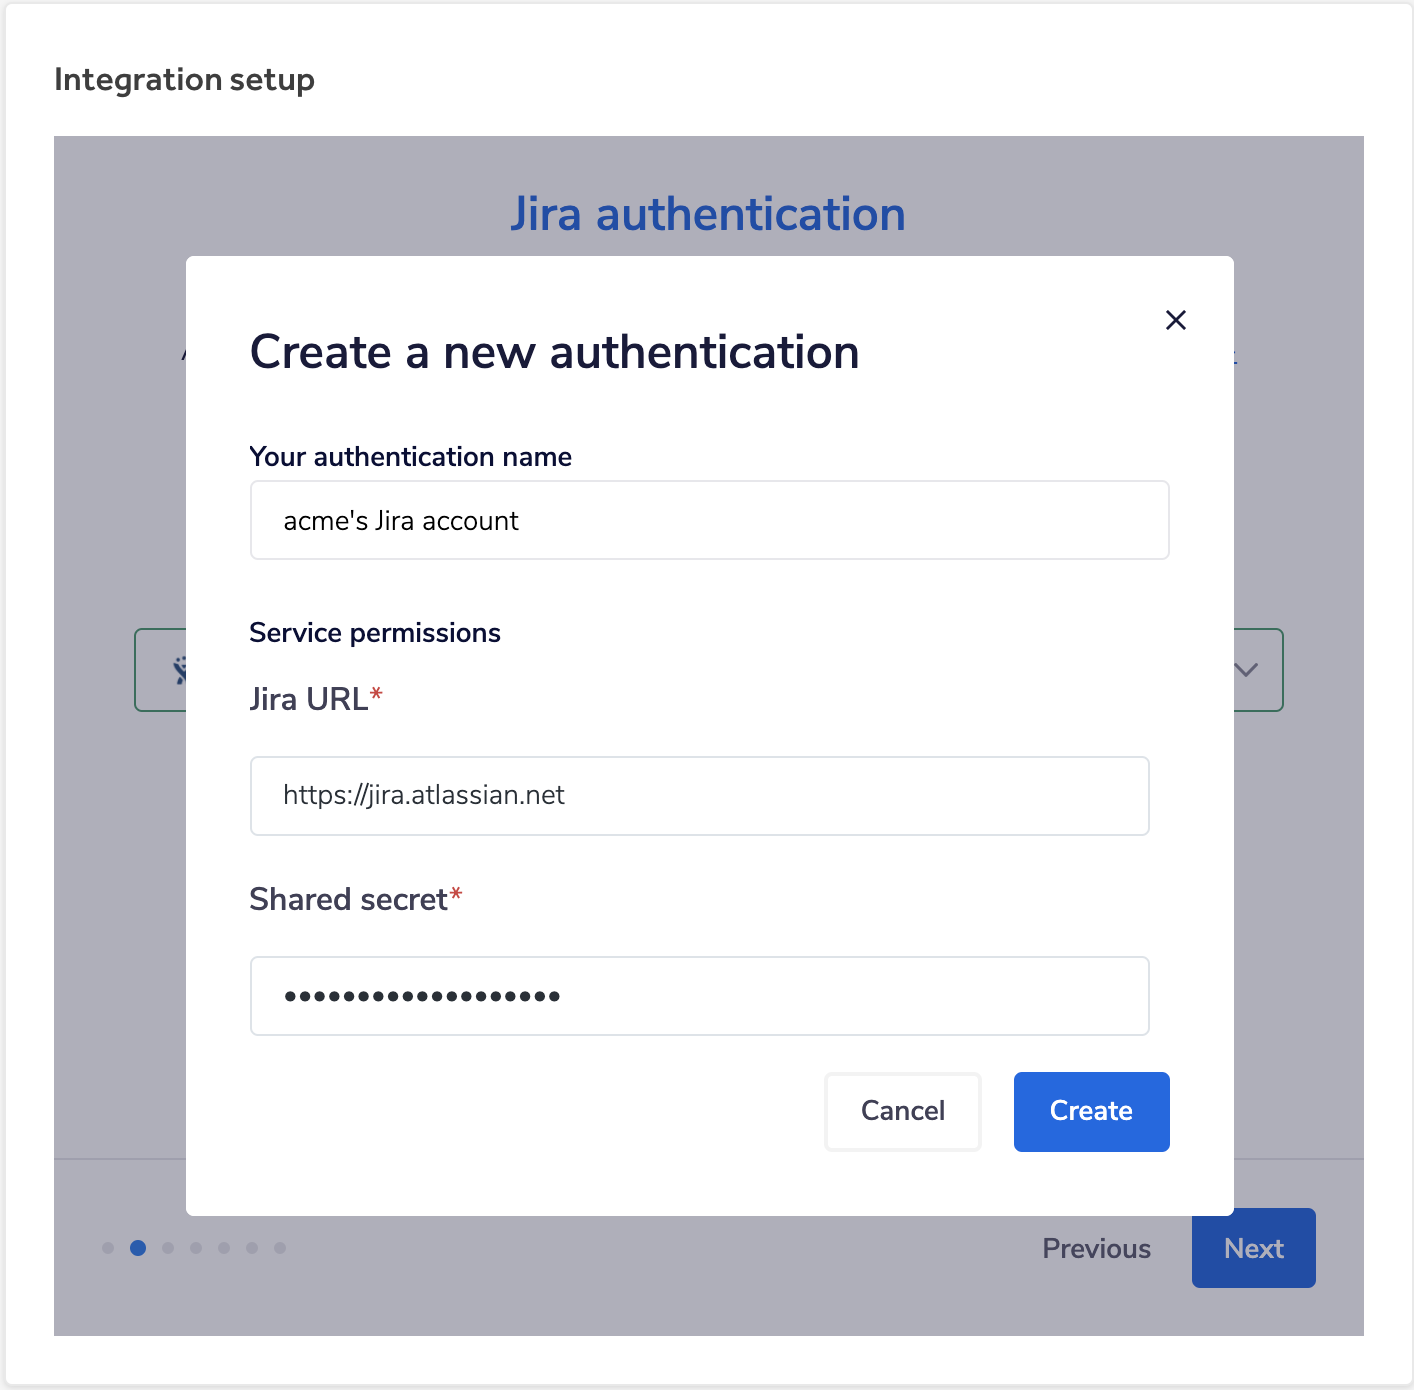 Integration setup
Jira authentication
Create a new authentication
Your authentication name
acme's Jira account
Service permissions
Jira URL*
https://jira.atlassian.net
Shared secret*
•••••••••••••••••••
Cancel
Create
Previous
Next